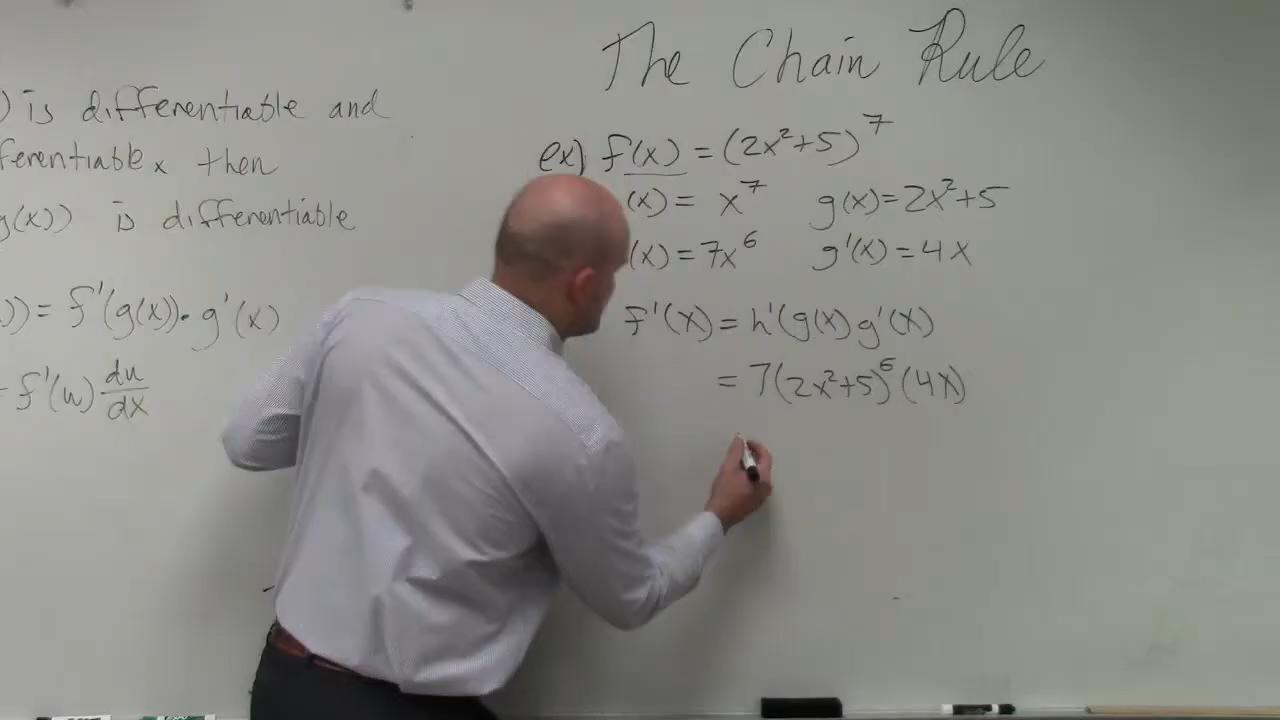 The Chain Rule
) is differentiable and
ferentiable x then
g(x)) is differentiable
)) = f'(g(x)) • g'(x)
= f'(u) du/dx
ex) f(x) = (2x²+5)⁷
(x) = x⁷ g(x) = 2x²+5
(x) = 7x⁶ g'(x) = 4x
f'(x) = h'(g(x) g'(x)
= 7(2x²+5)⁶ (4x)